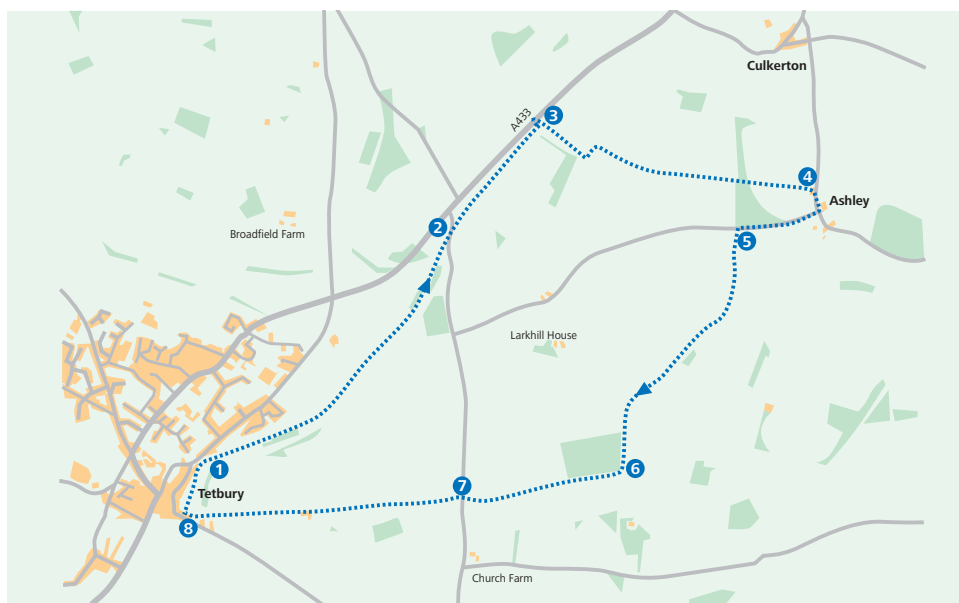 Culkerton
A433
3
4
Ashley
2
Broadfield Farm
5
Larkhill House
1
6
Tetbury
7
8
Church Farm